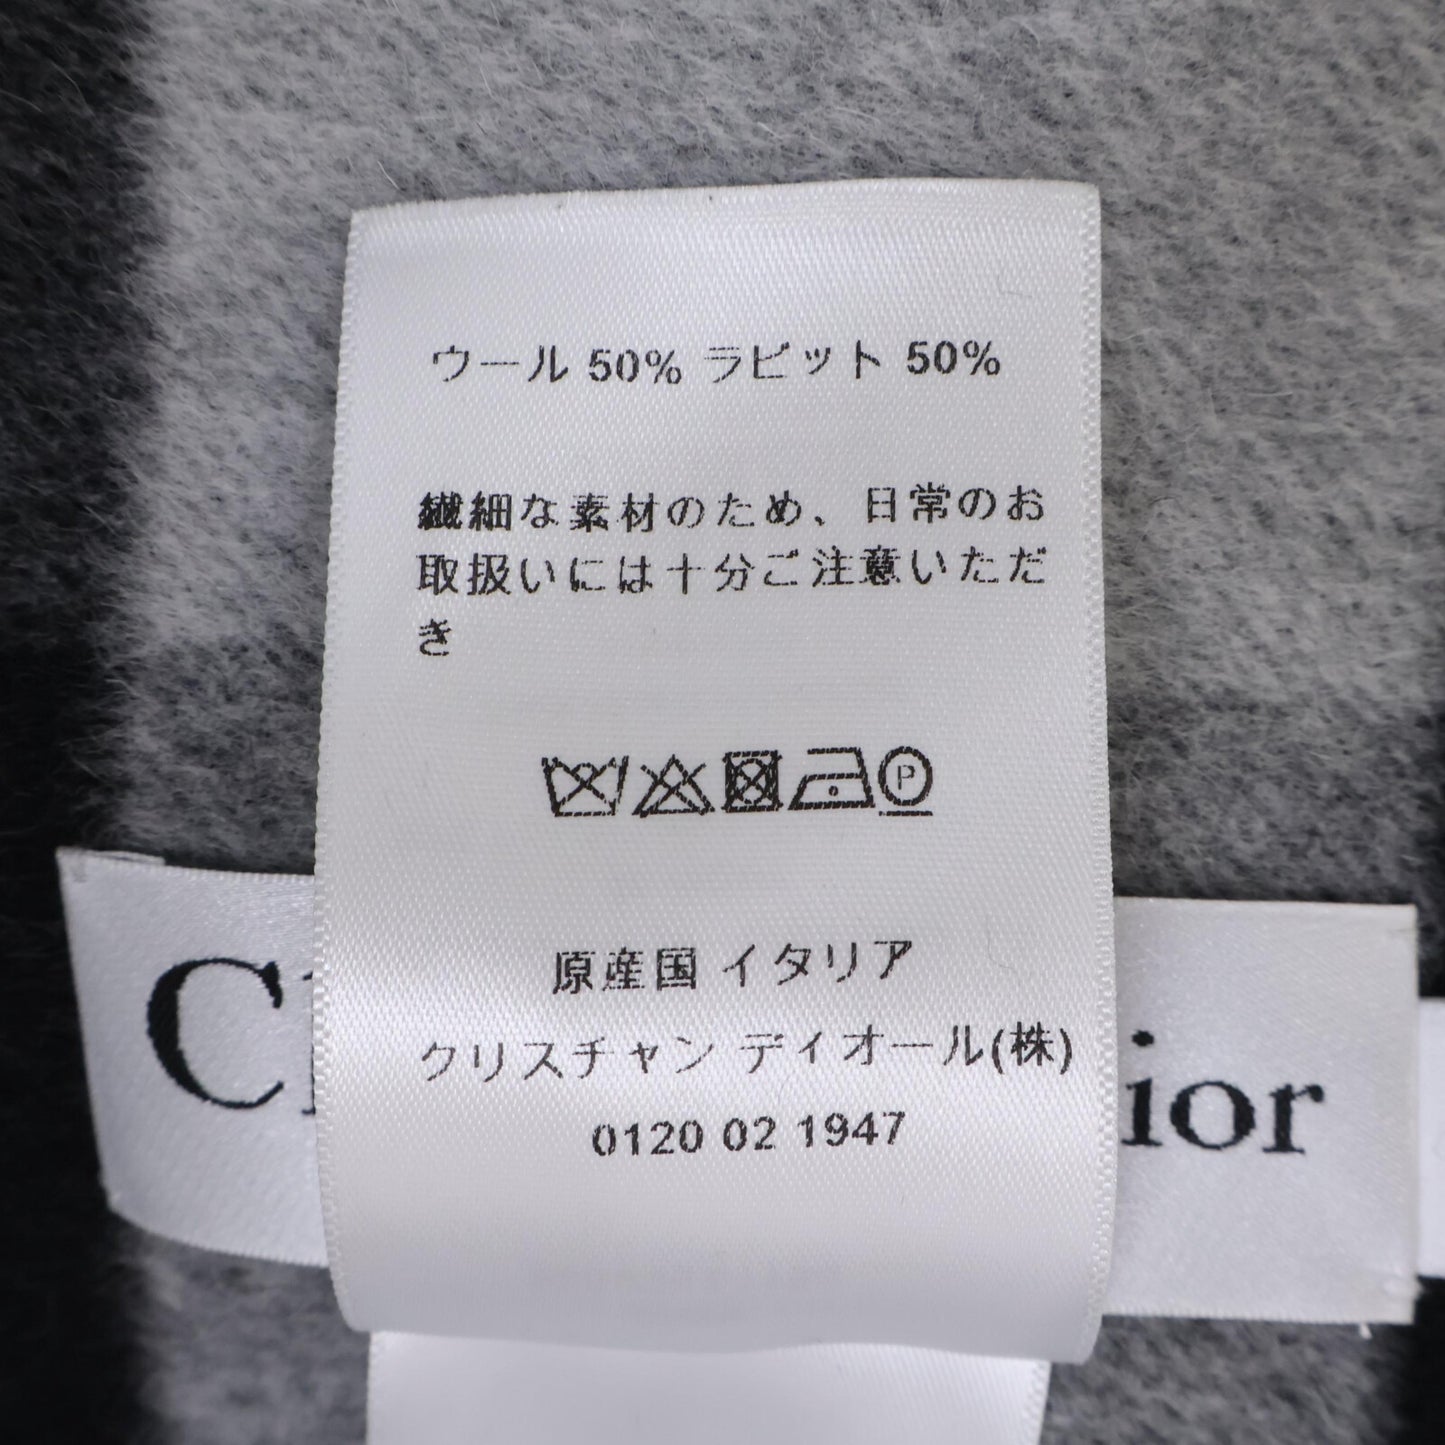 ウール 50% ラビット 50%
繊細な素材のため、日常のお
取扱いには十分ご注意いただ
き
P
原産国 イタリア
クリスチャン ディオール(株)
0120 02 1947
C
ior